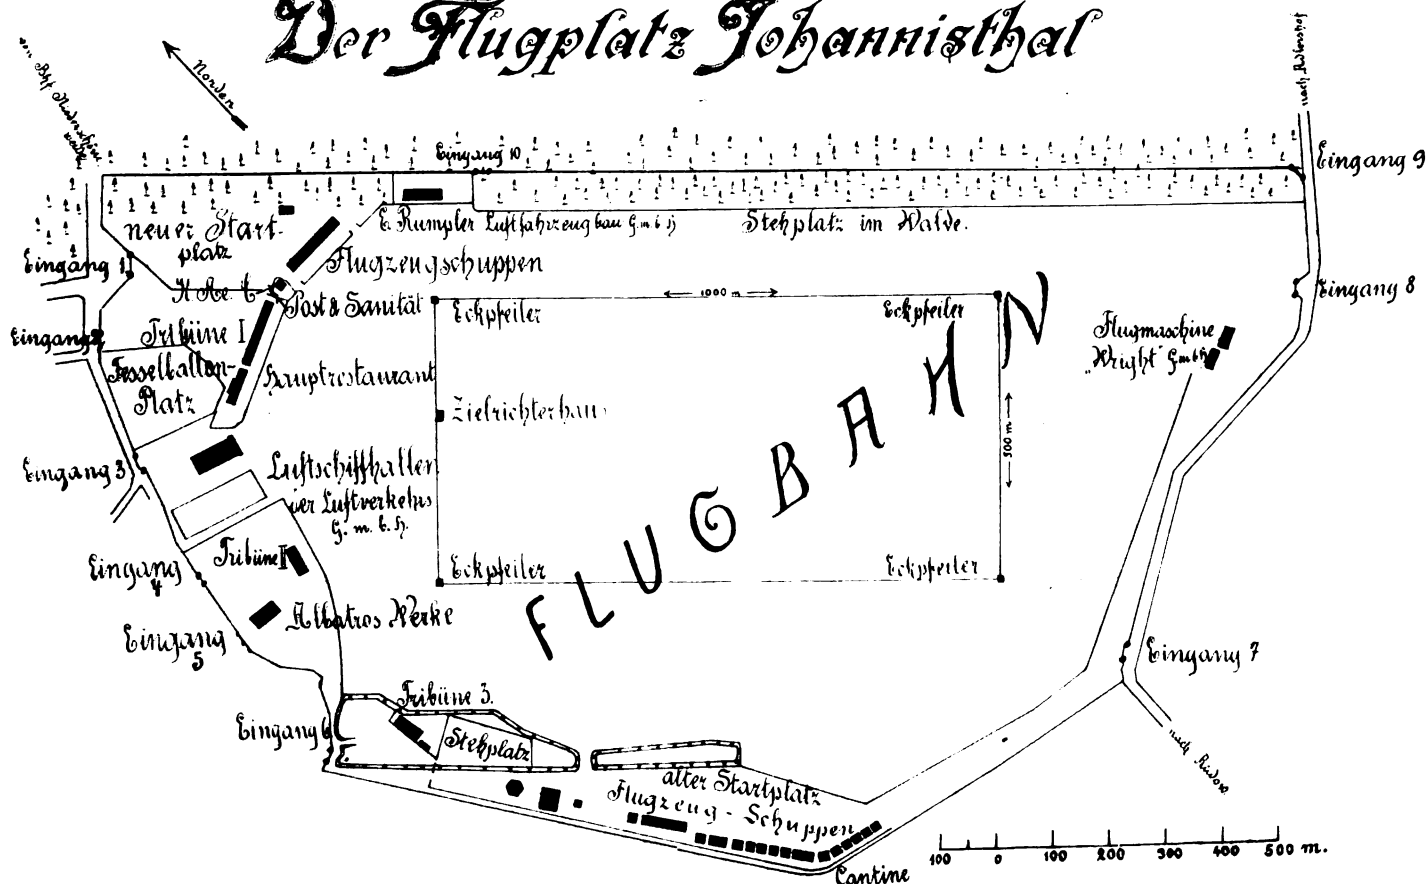 Der Flugplatz Johannisthal
Norden
Eingang 10
Eingang 9
neuer Start-
platz
E. Rumpler Luftfahrzeugbau G.m.b.H
Stehplatz im Walde.
Eingang 1
Flugzeugschuppen
Post & Sanität
1000 m
Eckpfeiler
Eckpfeiler
Eingang 8
Eingang 2
Tribüne I
Fesselballon-
Platz
Hauptrestaurant
Flugmaschine
„Wright" G.m.b.H
Zielrichterhaus
500 m
FLUGBAHN
Eingang 3
Luftschiffhallen
der Luftverkehrs
G. m. b. H.
Eingang
4
Tribüne II
Eckpfeiler
Eckpfeiler
Albatros Werke
Eingang
5
Eingang 7
Tribüne 3.
Eingang 6
Stehplatz
nach Rudow
alter Startplatz
Flugzeug - Schuppen
Cantine
100 0 100 200 300 400 500 m.